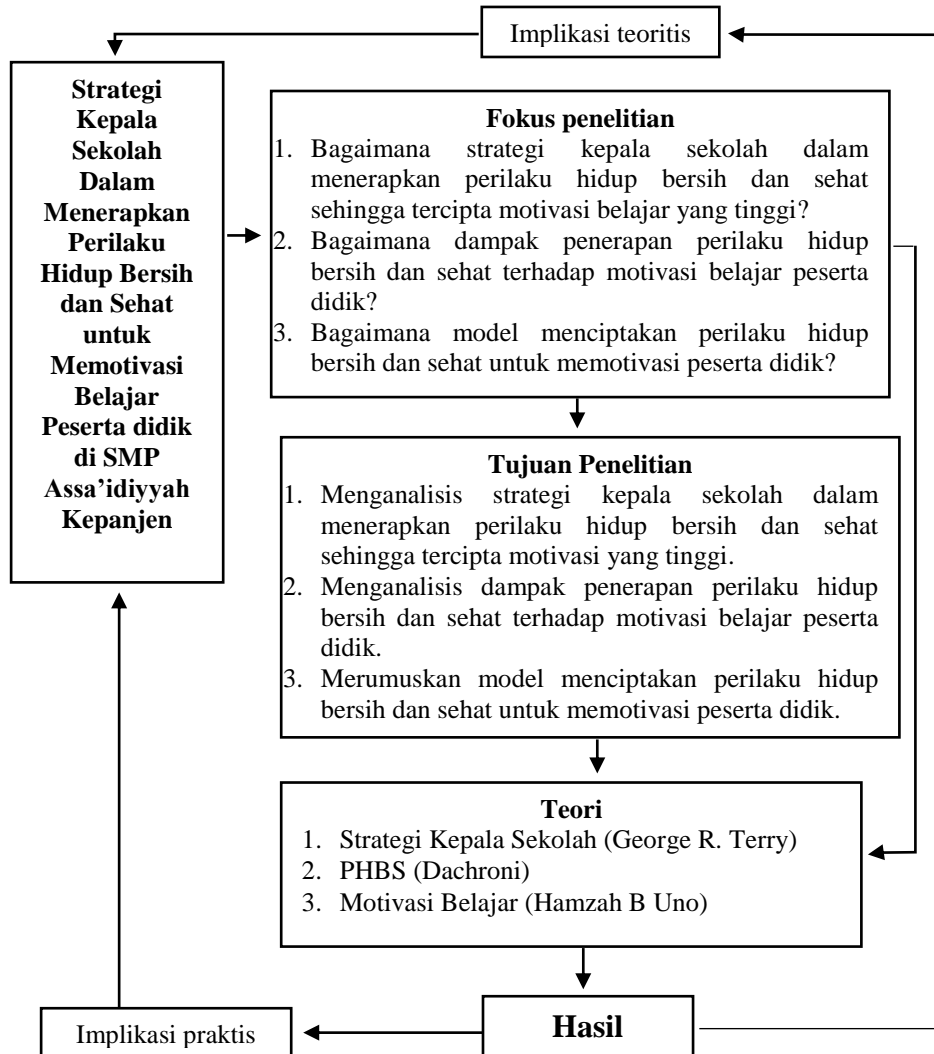 Implikasi teoritis
Strategi
Kepala
Sekolah
Dalam
Menerapkan
Perilaku
Hidup Bersih
dan Sehat
untuk
Memotivasi
Belajar
Peserta didik
di SMP
Assa’idiyyah
Kepanjen
Fokus penelitian
1. Bagaimana strategi kepala sekolah dalam
menerapkan perilaku hidup bersih dan sehat
sehingga tercipta motivasi belajar yang tinggi?
2. Bagaimana dampak penerapan perilaku hidup
bersih dan sehat terhadap motivasi belajar peserta
didik?
3. Bagaimana model menciptakan perilaku hidup
bersih dan sehat untuk memotivasi peserta didik?
Tujuan Penelitian
1. Menganalisis strategi kepala sekolah dalam
menerapkan perilaku hidup bersih dan sehat
sehingga tercipta motivasi yang tinggi.
2. Menganalisis dampak penerapan perilaku hidup
bersih dan sehat terhadap motivasi belajar peserta
didik.
3. Merumuskan model menciptakan perilaku hidup
bersih dan sehat untuk memotivasi peserta didik.
Teori
1. Strategi Kepala Sekolah (George R. Terry)
2. PHBS (Dachroni)
3. Motivasi Belajar (Hamzah B Uno)
Hasil
Implikasi praktis